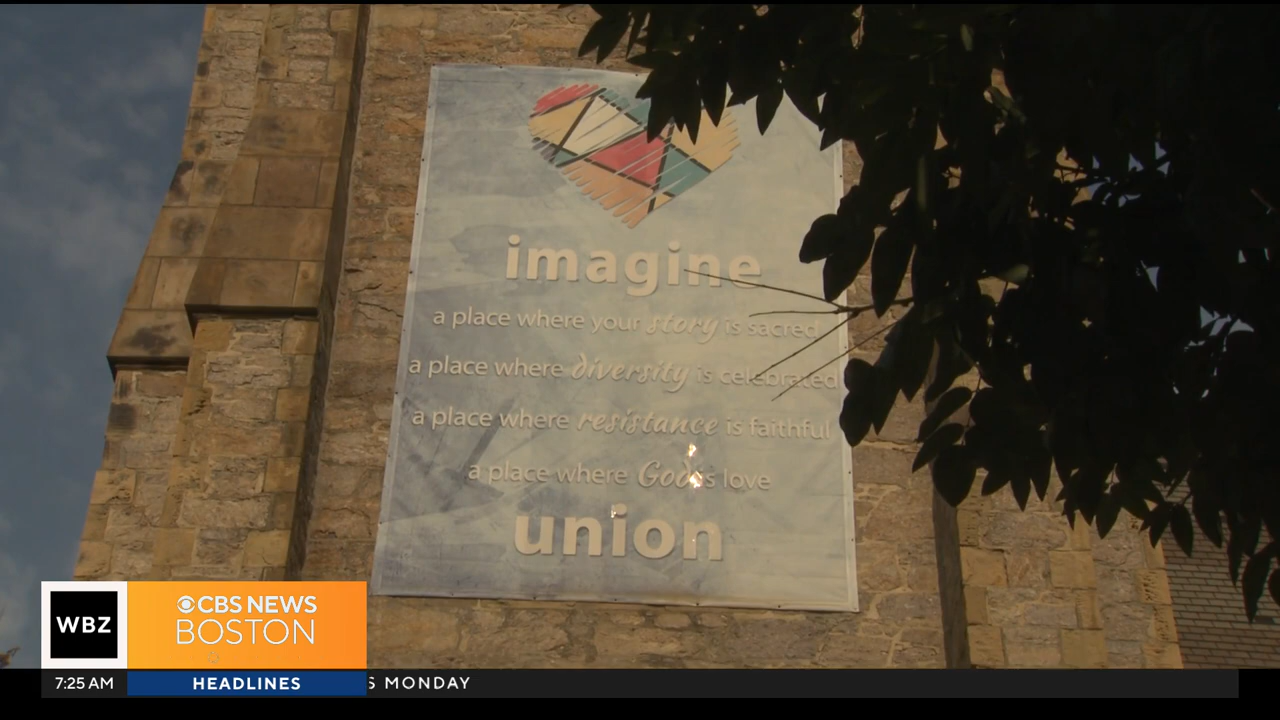 imagine
a place where your story is sacred
a place where diversity is celebrated
a place where resistance is faithful
a place where God is love
union
WBZ
CBS NEWS
BOSTON
7:25 AM
HEADLINES
S MONDAY